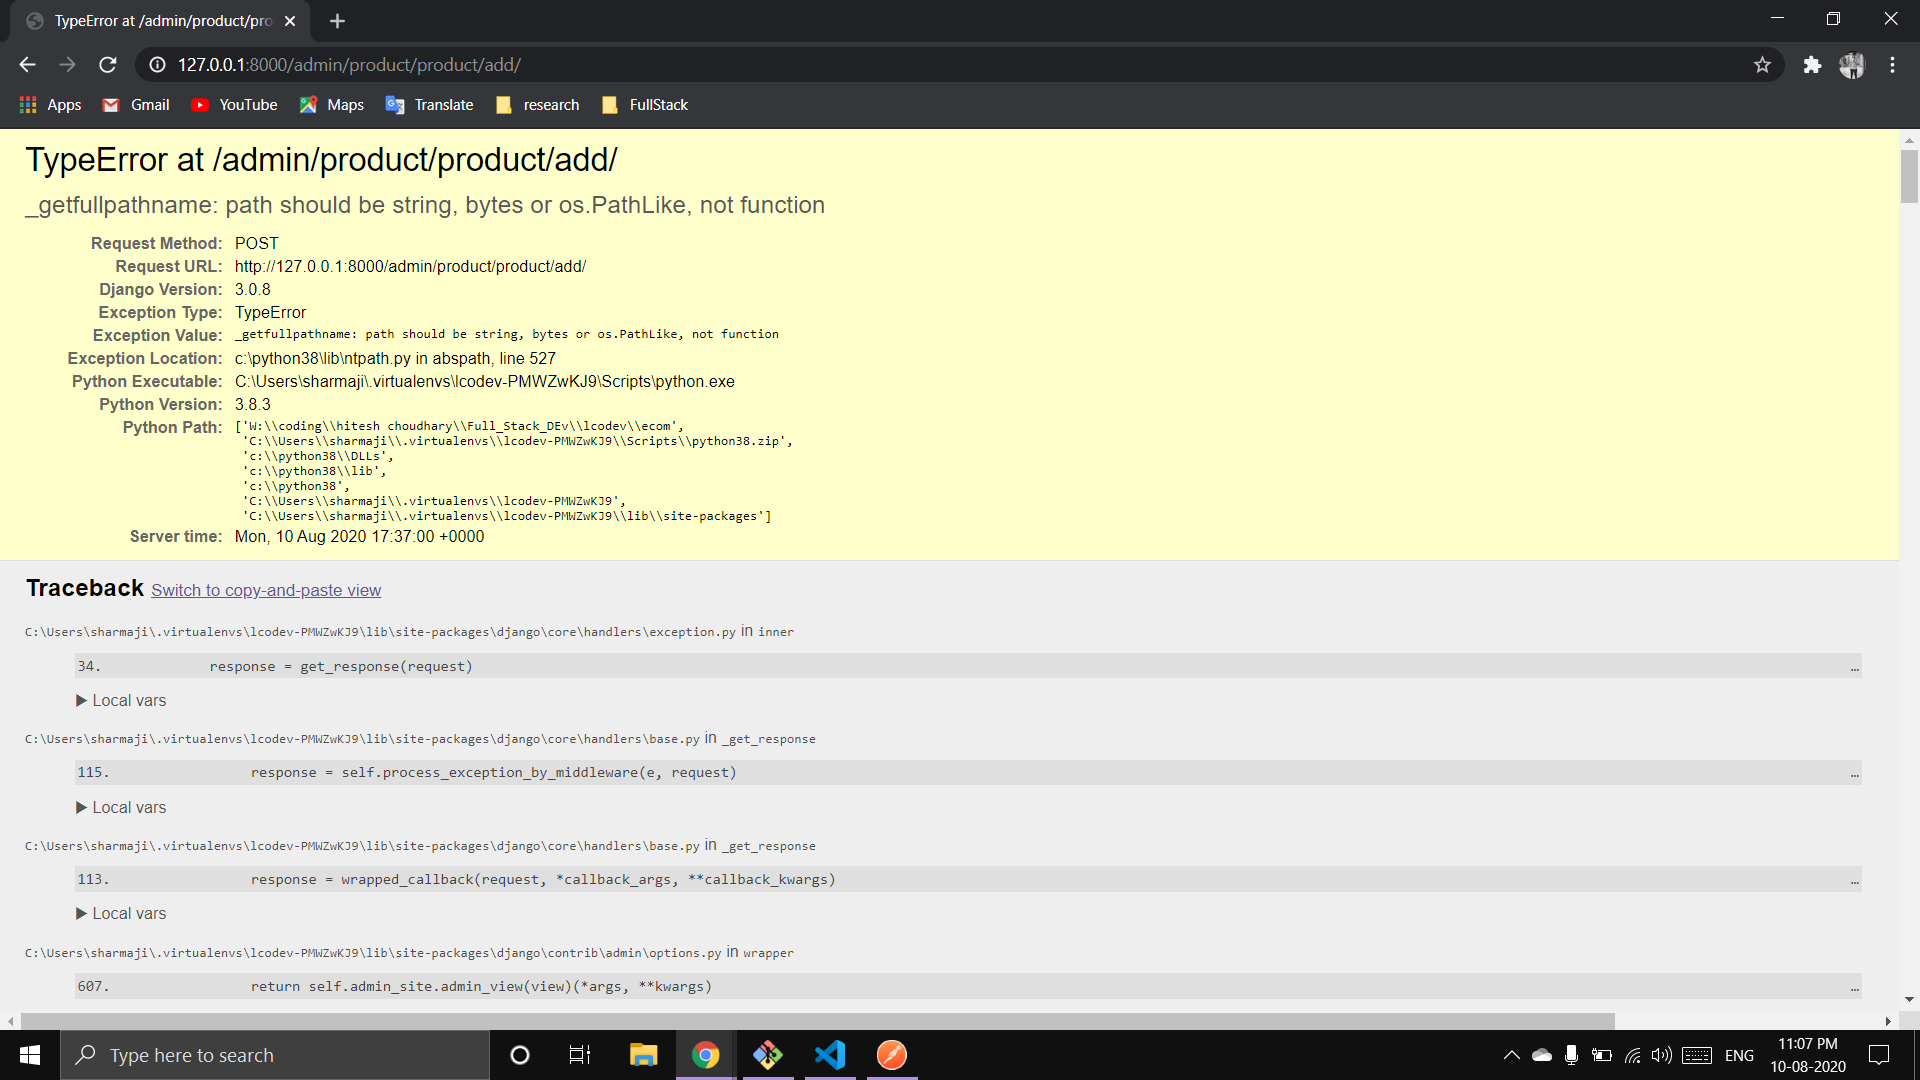 TypeError at /admin/product/pro
127.0.0.1:8000/admin/product/product/add/
Apps Gmail YouTube Maps Translate research FullStack
TypeError at /admin/product/product/add/
_getfullpathname: path should be string, bytes or os.PathLike, not function
Request Method: POST
Request URL: http://127.0.0.1:8000/admin/product/product/add/
Django Version: 3.0.8
Exception Type: TypeError
Exception Value: _getfullpathname: path should be string, bytes or os.PathLike, not function
Exception Location: c:\python38\lib\ntpath.py in abspath, line 527
Python Executable: C:\Users\sharmaji\.virtualenvs\lcodev-PMWZwKJ9\Scripts\python.exe
Python Version: 3.8.3
Python Path: ['W:\\coding\\hitesh choudhary\\Full_Stack_DEv\\lcodev\\ecom',
'C:\\Users\\sharmaji\\.virtualenvs\\lcodev-PMWZwKJ9\\Scripts\\python38.zip',
'c:\\python38\\DLLs',
'c:\\python38\\lib',
'c:\\python38',
'C:\\Users\\sharmaji\\.virtualenvs\\lcodev-PMWZwKJ9',
'C:\\Users\\sharmaji\\.virtualenvs\\lcodev-PMWZwKJ9\\lib\\site-packages']
Server time: Mon, 10 Aug 2020 17:37:00 +0000
Traceback Switch to copy-and-paste view
C:\Users\sharmaji\.virtualenvs\lcodev-PMWZwKJ9\lib\site-packages\django\core\handlers\exception.py in inner
34. response = get_response(request) …
▶ Local vars
C:\Users\sharmaji\.virtualenvs\lcodev-PMWZwKJ9\lib\site-packages\django\core\handlers\base.py in _get_response
115. response = self.process_exception_by_middleware(e, request) …
▶ Local vars
C:\Users\sharmaji\.virtualenvs\lcodev-PMWZwKJ9\lib\site-packages\django\core\handlers\base.py in _get_response
113. response = wrapped_callback(request, *callback_args, **callback_kwargs) …
▶ Local vars
C:\Users\sharmaji\.virtualenvs\lcodev-PMWZwKJ9\lib\site-packages\django\contrib\admin\options.py in wrapper
607. return self.admin_site.admin_view(view)(*args, **kwargs) …
Type here to search
ENG
11:07 PM
10-08-2020